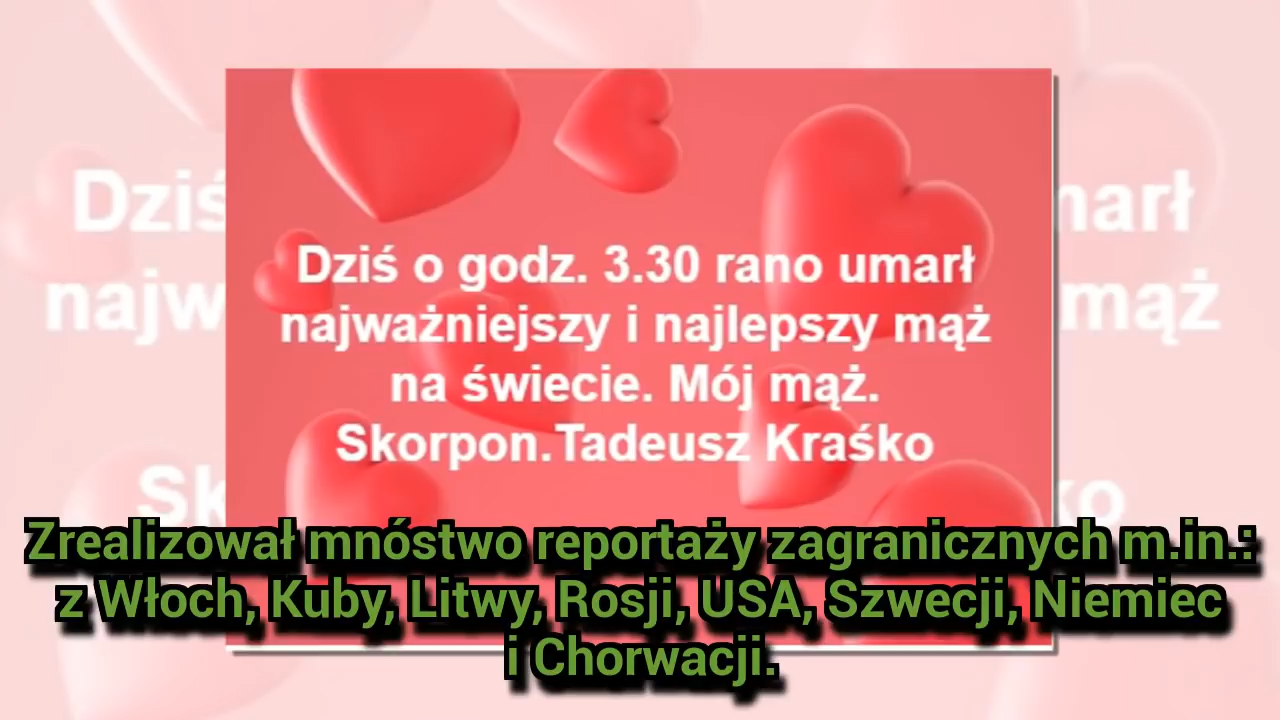 Dziś o godz. 3.30 rano umarł
najważniejszy i najlepszy mąż
na świecie. Mój mąż.
Skorpon.Tadeusz Kraśko
Zrealizował mnóstwo reportaży zagranicznych m.in.:
z Włoch, Kuby, Litwy, Rosji, USA, Szwecji, Niemiec
i Chorwacji.